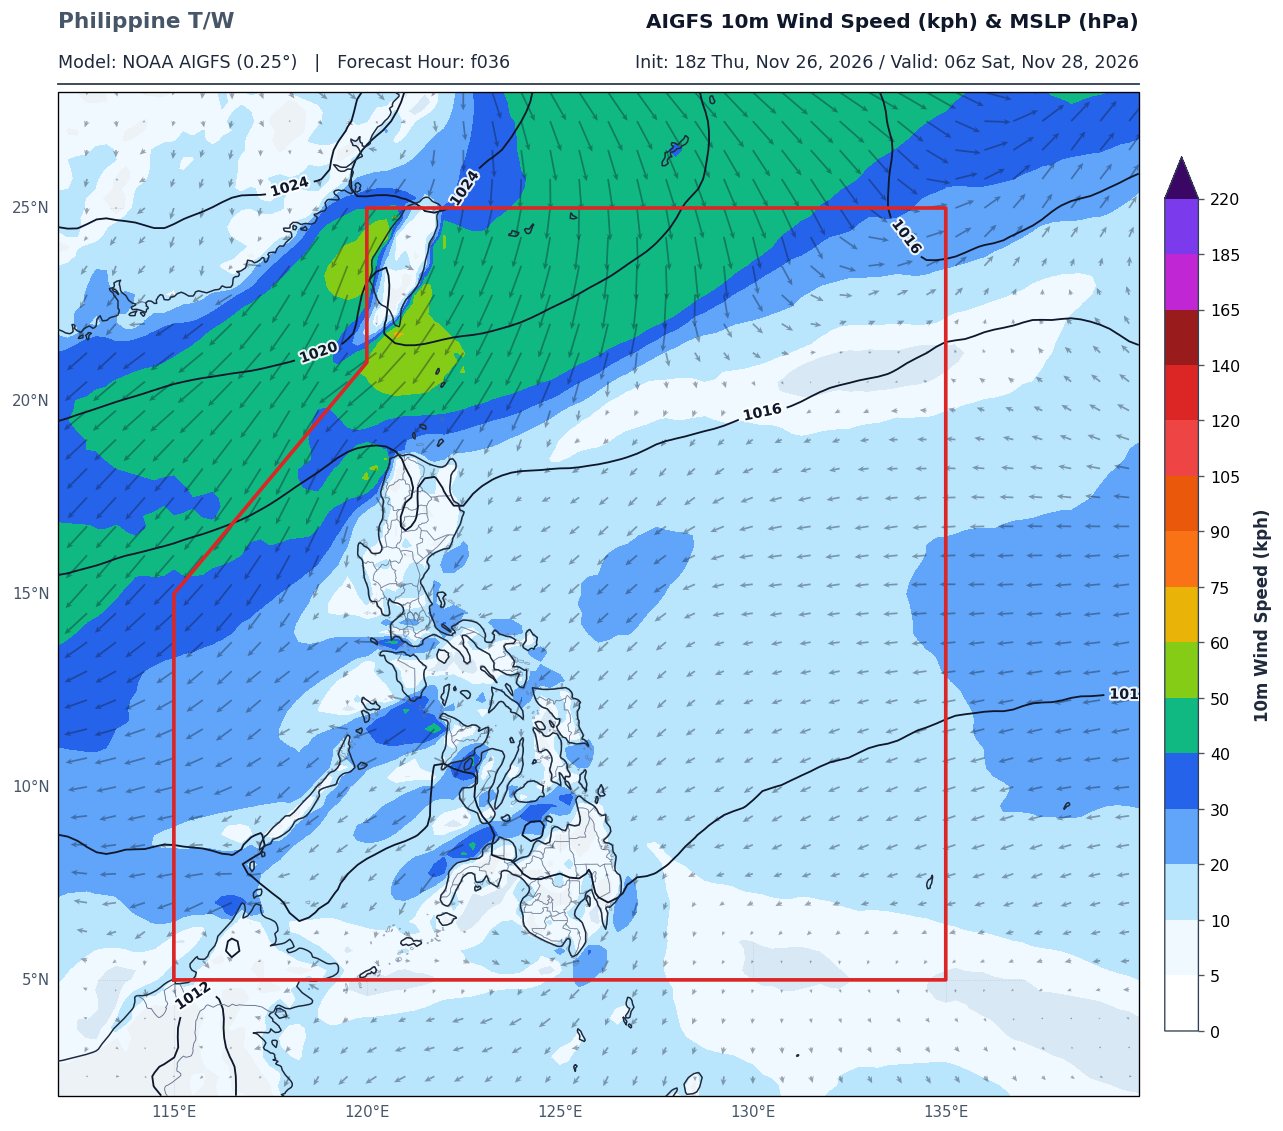 Philippine T/W
AIGFS 10m Wind Speed (kph) & MSLP (hPa)
Model: NOAA AIGFS (0.25°) | Forecast Hour: f036
Init: 18z Thu, Nov 26, 2026 / Valid: 06z Sat, Nov 28, 2026
1024
1024
1016
1020
1016
101
1012
25°N
20°N
15°N
10°N
5°N
115°E
120°E
125°E
130°E
135°E
220
185
165
140
120
105
90
75
60
50
40
30
20
10
5
0
10m Wind Speed (kph)